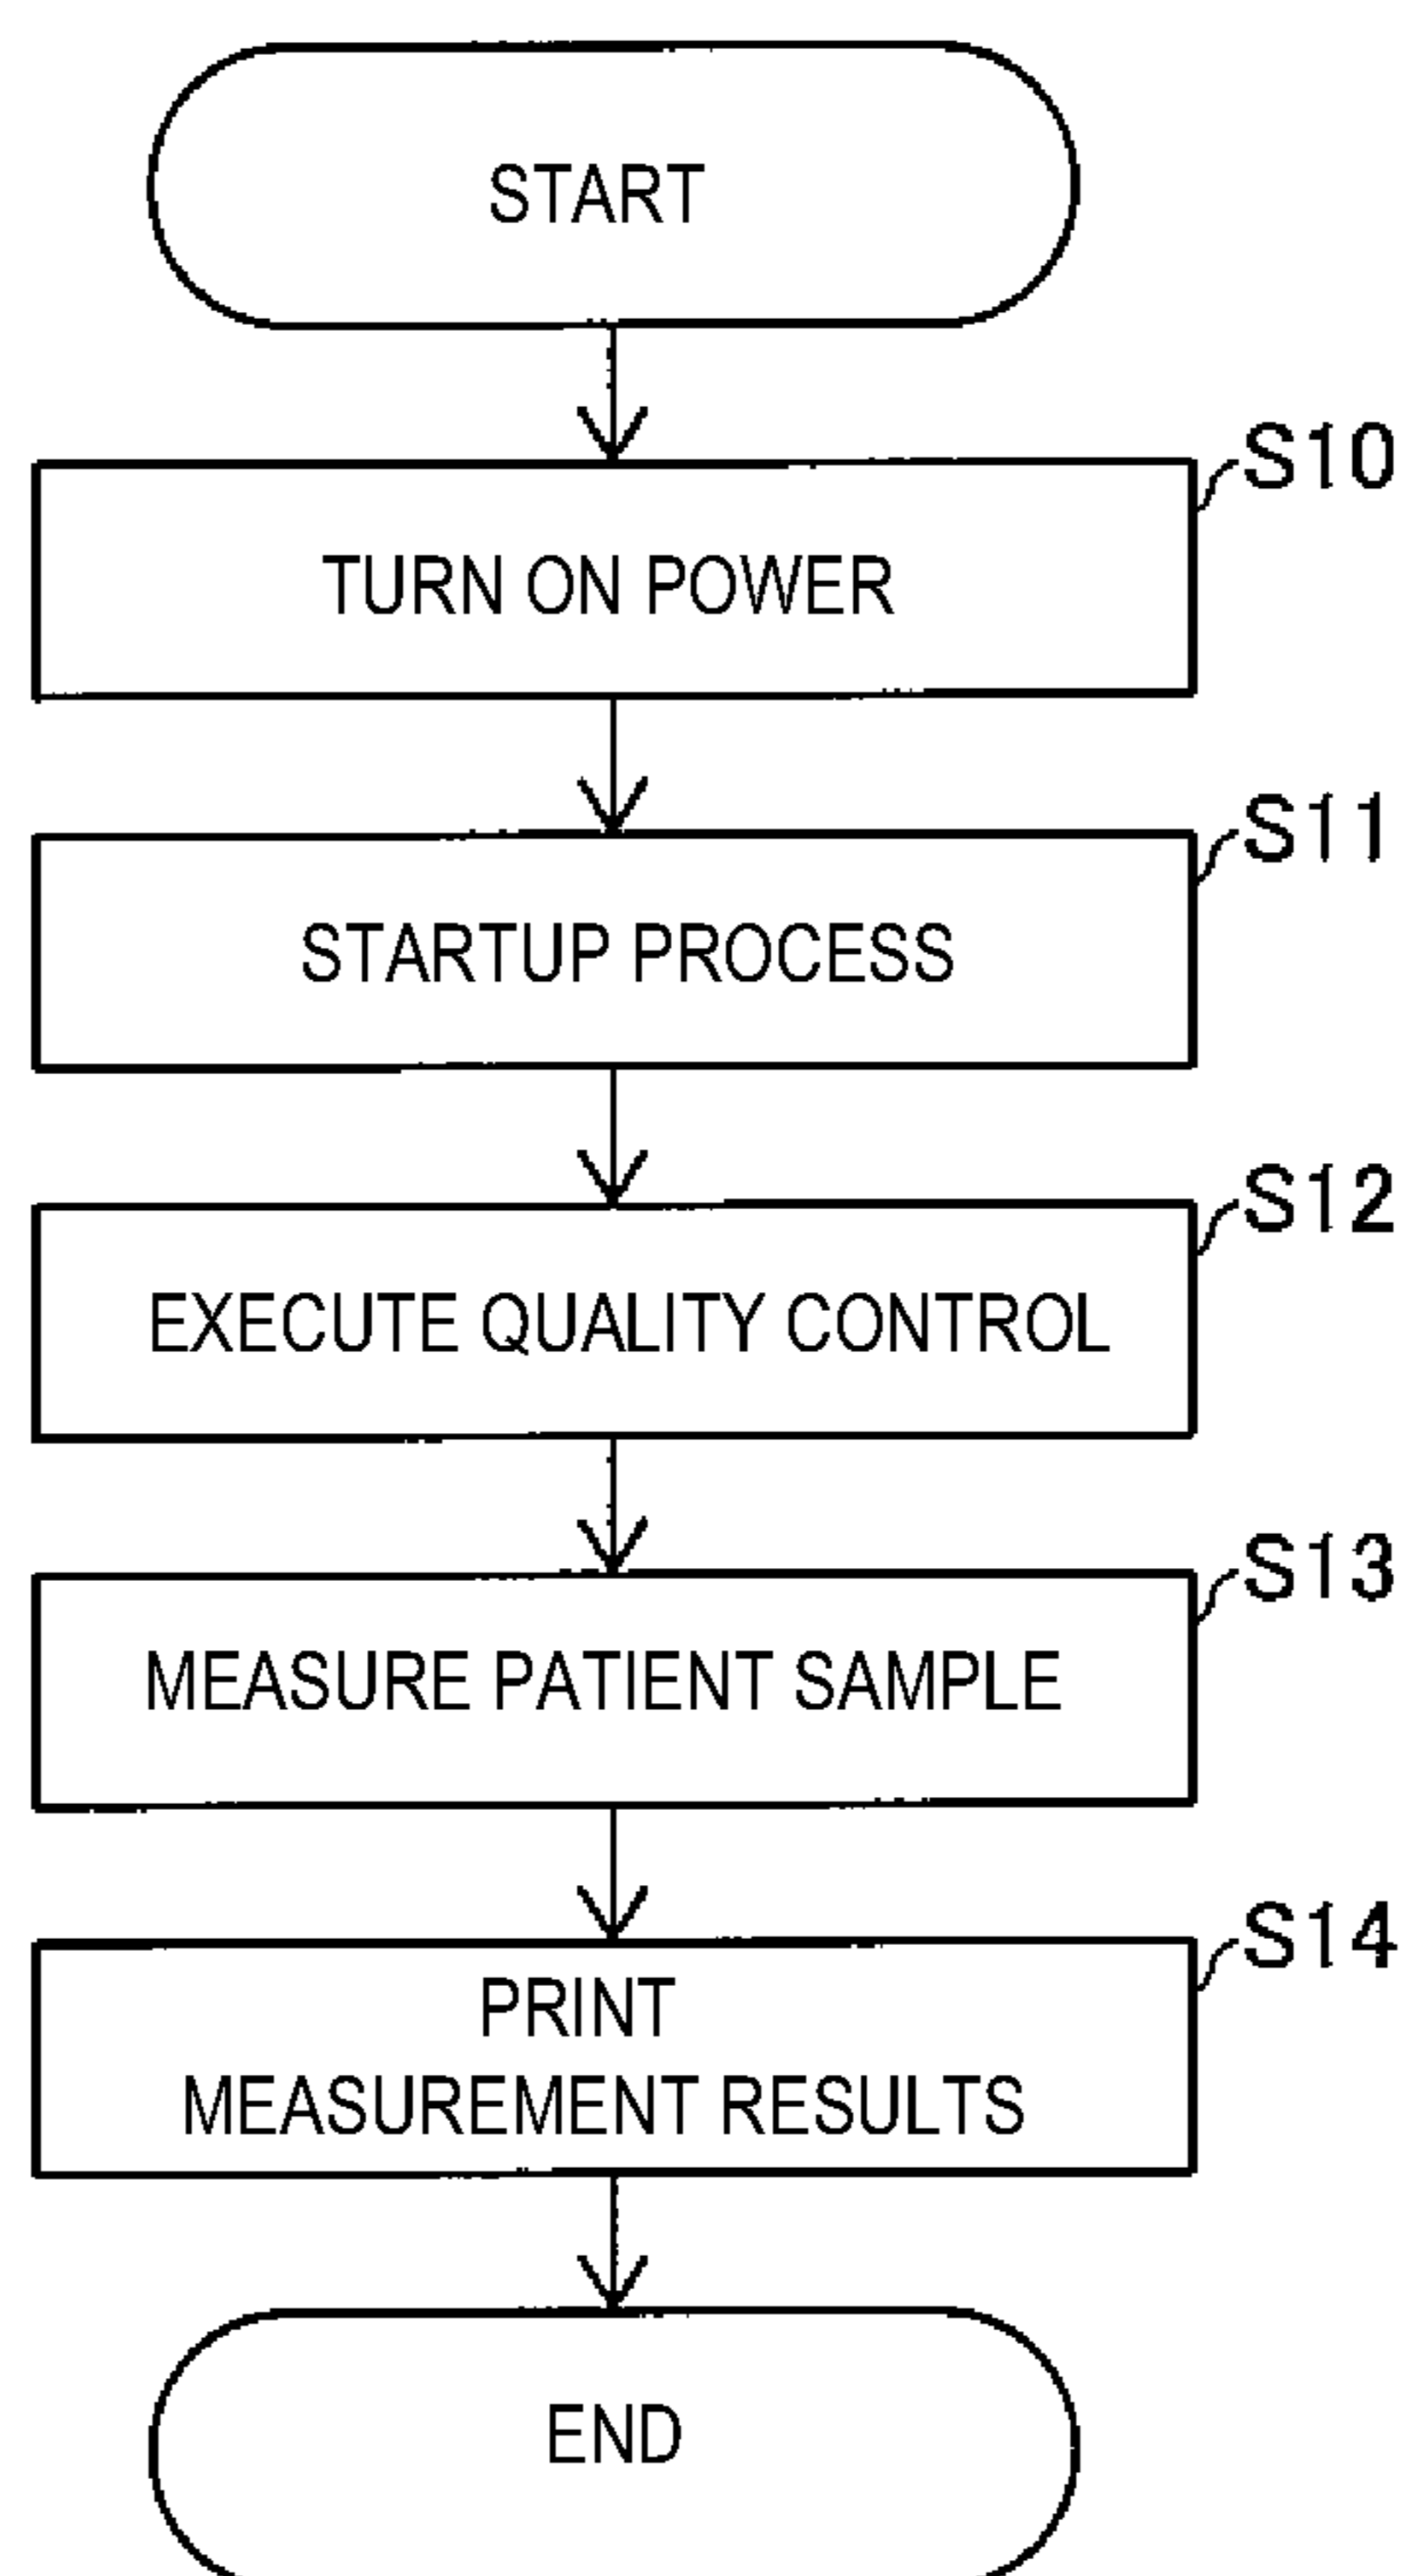 START
S10
TURN ON POWER
S11
STARTUP PROCESS
S12
EXECUTE QUALITY CONTROL
S13
MEASURE PATIENT SAMPLE
S14
PRINT
MEASUREMENT RESULTS
END